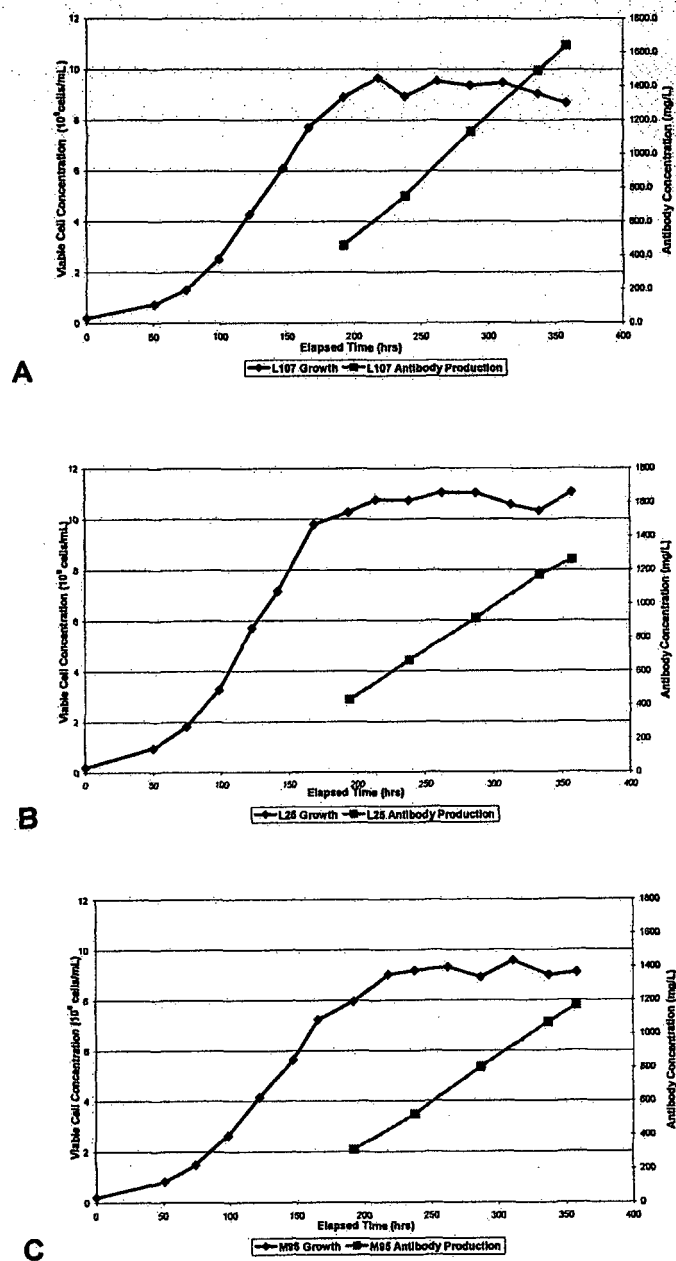 12
10
8
6
4
2
0
Viable Cell Concentration (10⁶ cells/mL)
1800.0
1600.0
1400.0
1200.0
1000.0
800.0
600.0
400.0
200.0
0.0
Antibody Concentration (mg/L)
0 50 100 150 200 250 300 350 400
Elapsed Time (hrs)
L107 Growth L107 Antibody Production
A
12
10
8
6
4
2
0
Viable Cell Concentration (10⁶ cells/mL)
1800
1600
1400
1200
1000
800
600
400
200
0
Antibody Concentration (mg/L)
0 50 100 150 200 250 300 350 400
Elapsed Time (hrs)
L25 Growth L25 Antibody Production
B
12
10
8
6
4
2
0
Viable Cell Concentration (10⁶ cells/mL)
1800
1600
1400
1200
1000
800
600
400
200
0
Antibody Concentration (mg/L)
0 50 100 150 200 250 300 350 400
Elapsed Time (hrs)
M95 Growth M95 Antibody Production
C